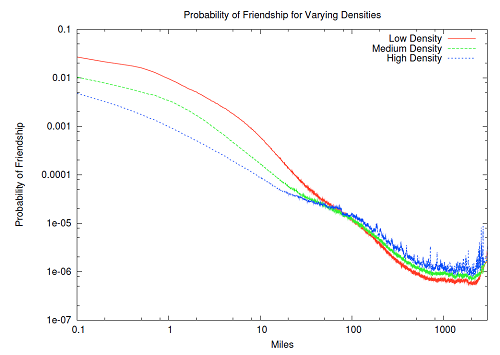 Probability of Friendship for Varying Densities
0.1
0.01
0.001
0.0001
1e-05
1e-06
1e-07
Probability of Friendship
Low Density
Medium Density
High Density
0.1
1
10
100
1000
Miles